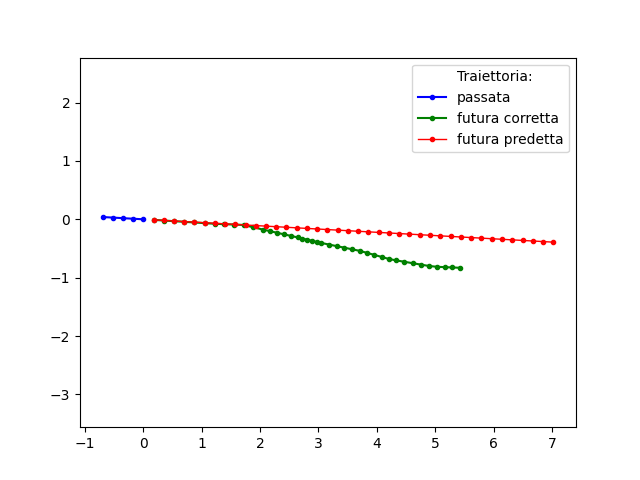 Traiettoria:
passata
futura corretta
futura predetta
2
1
0
−1
−2
−3
−1 0 1 2 3 4 5 6 7